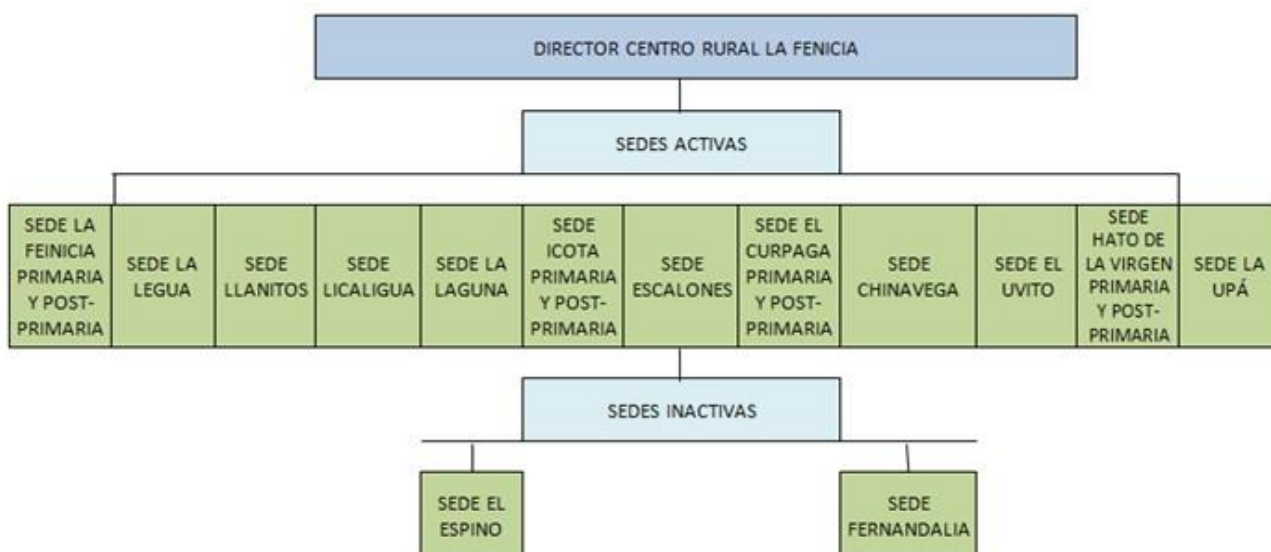 DIRECTOR CENTRO RURAL LA FENICIA
SEDES ACTIVAS
SEDE LA
FEINICIA
PRIMARIA
Y POST-
PRIMARIA
SEDE LA
LEGUA
SEDE
LLANITOS
SEDE
LICALIGUA
SEDE LA
LAGUNA
SEDE
ICOTA
PRIMARIA
Y POST-
PRIMARIA
SEDE
ESCALONES
SEDE EL
CURPAGA
PRIMARIA
Y POST-
PRIMARIA
SEDE
CHINAVEGA
SEDE EL
UVITO
SEDE
HATO DE
LA VIRGEN
PRIMARIA
Y POST-
PRIMARIA
SEDE LA
UPÁ
SEDES INACTIVAS
SEDE EL
ESPINO
SEDE
FERNANDALIA